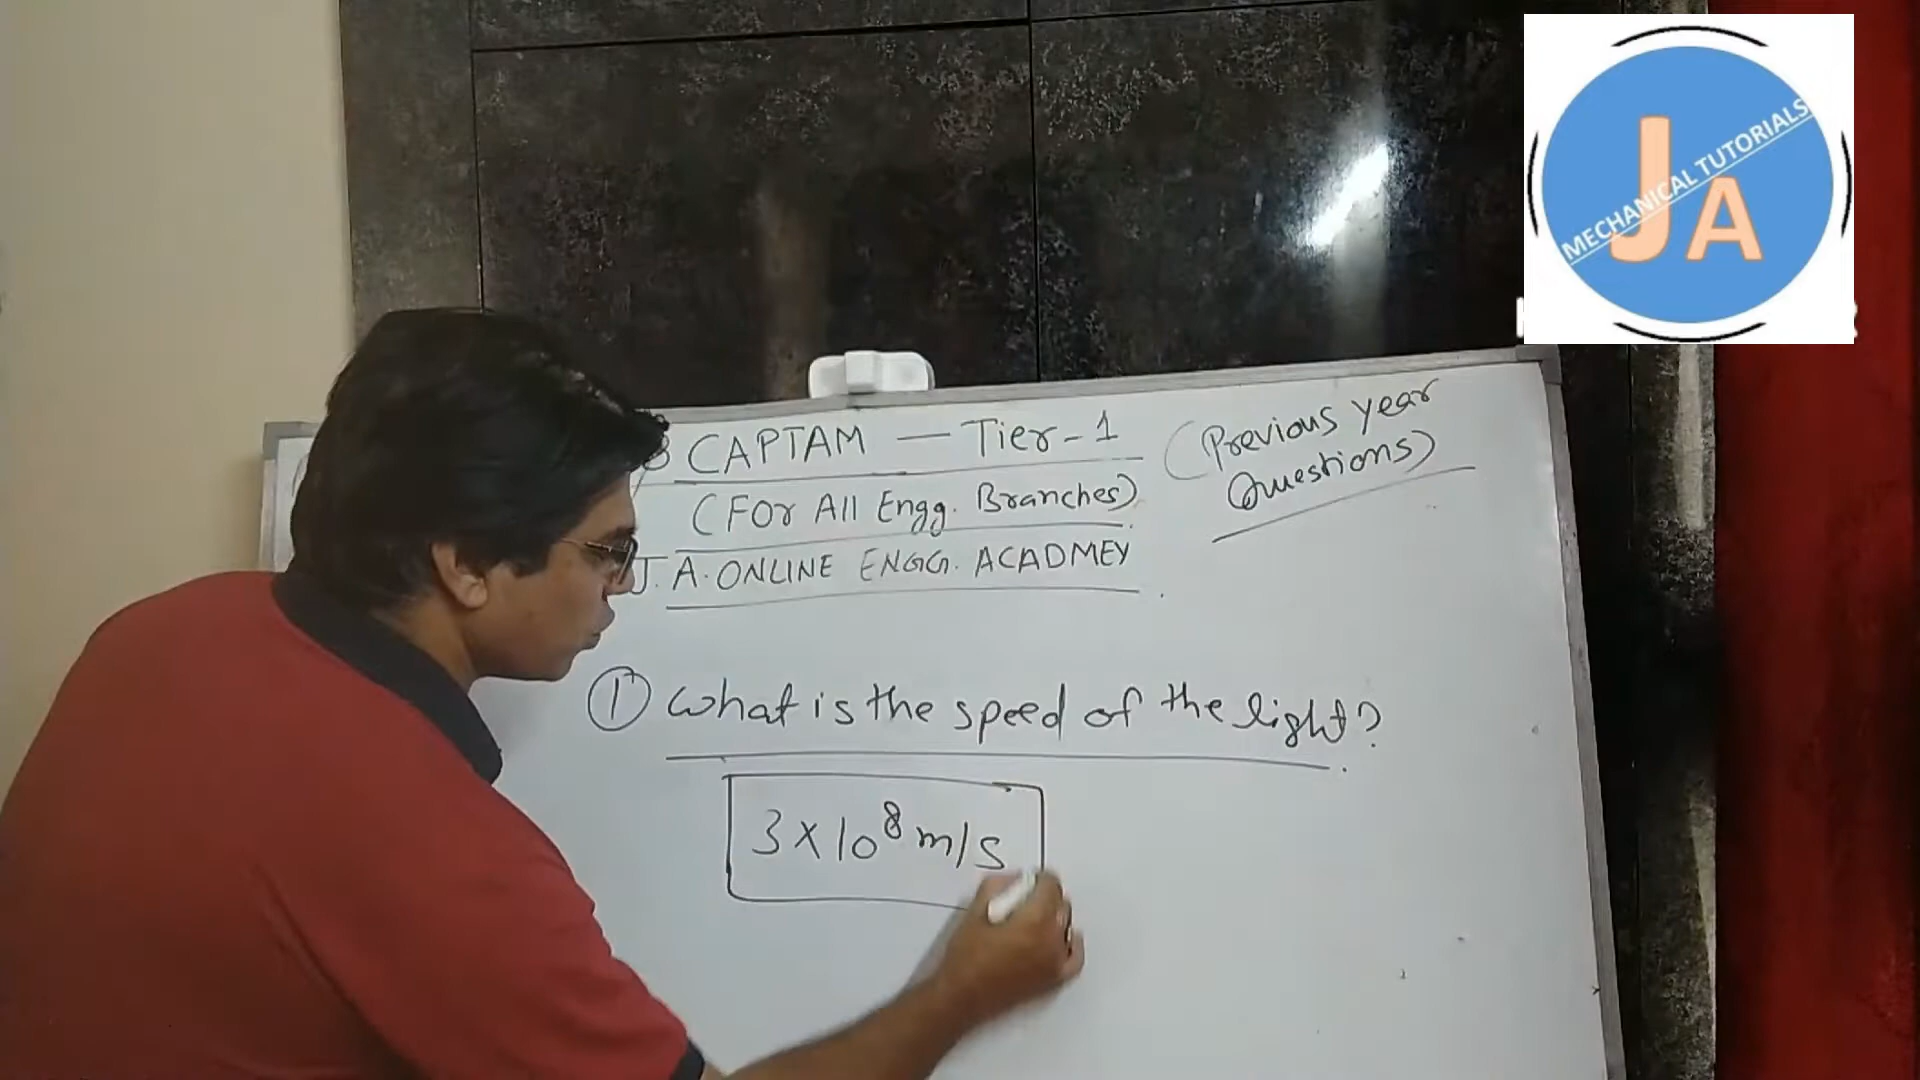 CAPTAM — Tier-1
(Previous year
Questions)
(For All Engg. Branches)
J.A. ONLINE ENGG. ACADMEY
① What is the speed of the light?
3 × 10⁸ m/s
JA
MECHANICAL TUTORIALS